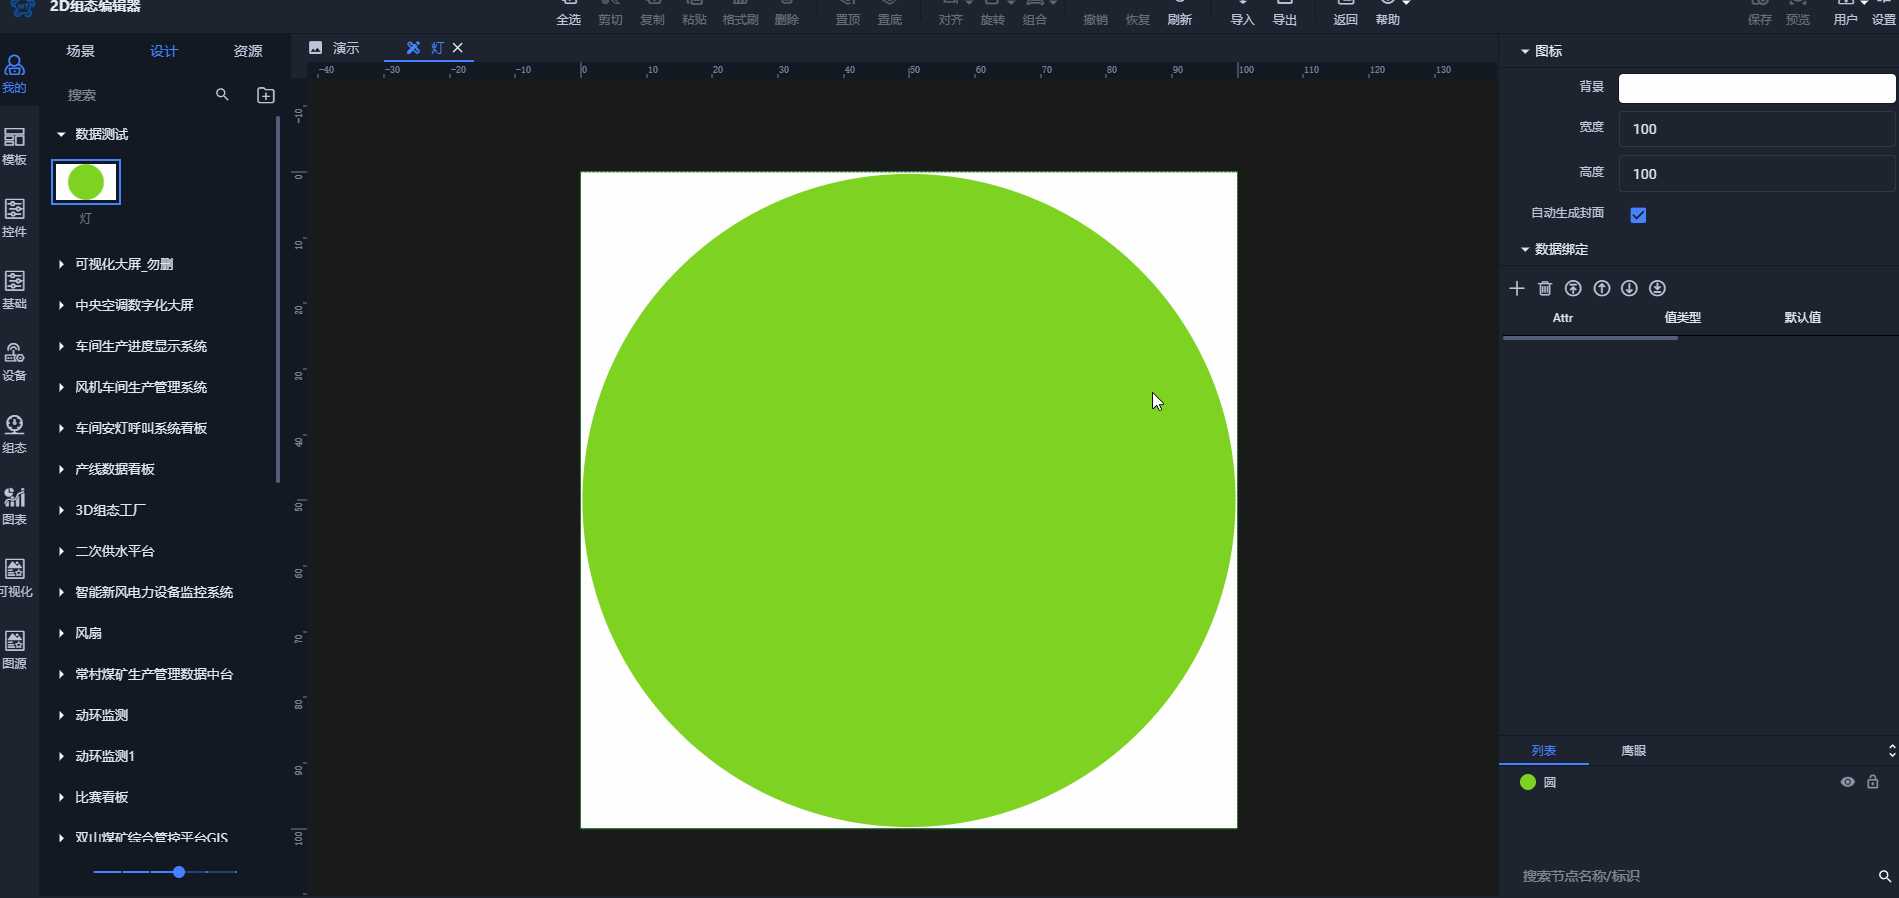 2D组态编辑器
全选 剪切 复制 粘贴 格式刷 删除 置顶 置底 对齐 旋转 组合 撤销 恢复 刷新 导入 导出 返回 帮助 保存 预览 用户 设置
我的
模板
控件
基础
设备
组态
图表
可视化
图源
场景 设计 资源
搜索
数据测试
灯
可视化大屏_勿删
中央空调数字化大屏
车间生产进度显示系统
风机车间生产管理系统
车间安灯呼叫系统看板
产线数据看板
3D组态工厂
二次供水平台
智能新风电力设备监控系统
风扇
常村煤矿生产管理数据中台
动环监测
动环监测1
比赛看板
双山煤矿综合管控平台GIS
演示 灯
-40 -30 -20 -10 0 10 20 30 40 50 60 70 80 90 100 110 120 130
-10
0
10
20
30
40
50
60
70
80
90
100
图标
背景
宽度 100
高度 100
自动生成封面
数据绑定
Attr 值类型 默认值
列表 鹰眼
圆
搜索节点名称/标识